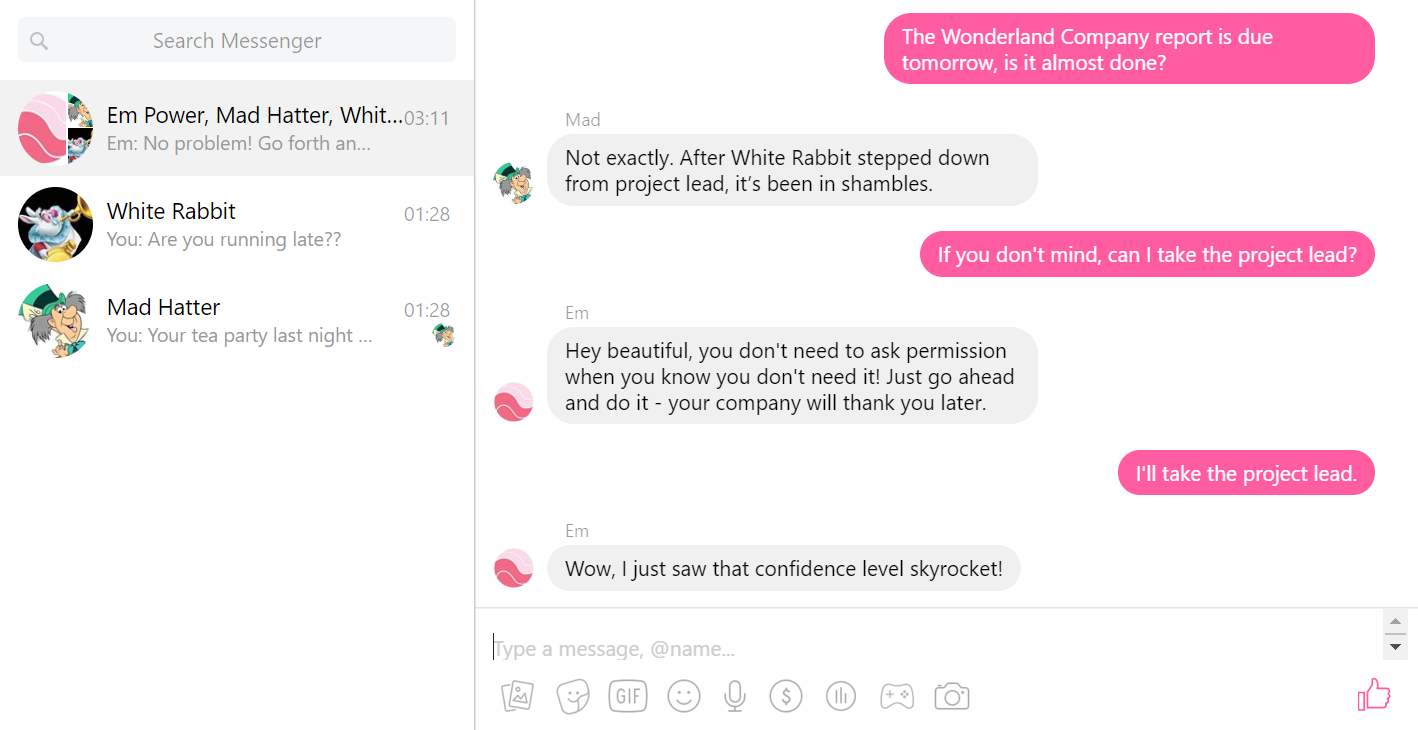 Search Messenger
Em Power, Mad Hatter, Whit...
03:11
Em: No problem! Go forth an...
White Rabbit
01:28
You: Are you running late??
Mad Hatter
01:28
You: Your tea party last night ...
The Wonderland Company report is due
tomorrow, is it almost done?
Mad
Not exactly. After White Rabbit stepped down
from project lead, it’s been in shambles.
If you don't mind, can I take the project lead?
Em
Hey beautiful, you don't need to ask permission
when you know you don't need it! Just go ahead
and do it - your company will thank you later.
I'll take the project lead.
Em
Wow, I just saw that confidence level skyrocket!
Type a message, @name...
GIF
$